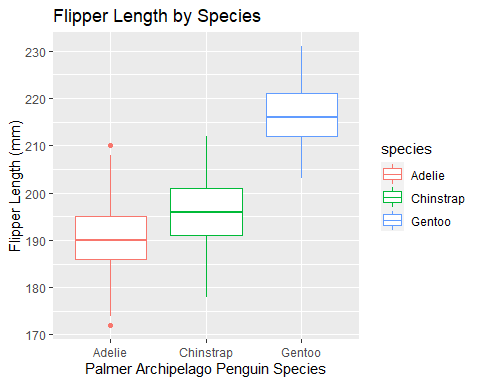 Flipper Length by Species
Flipper Length (mm)
230
220
210
200
190
180
170
Adelie
Chinstrap
Gentoo
Palmer Archipelago Penguin Species
species
Adelie
Chinstrap
Gentoo